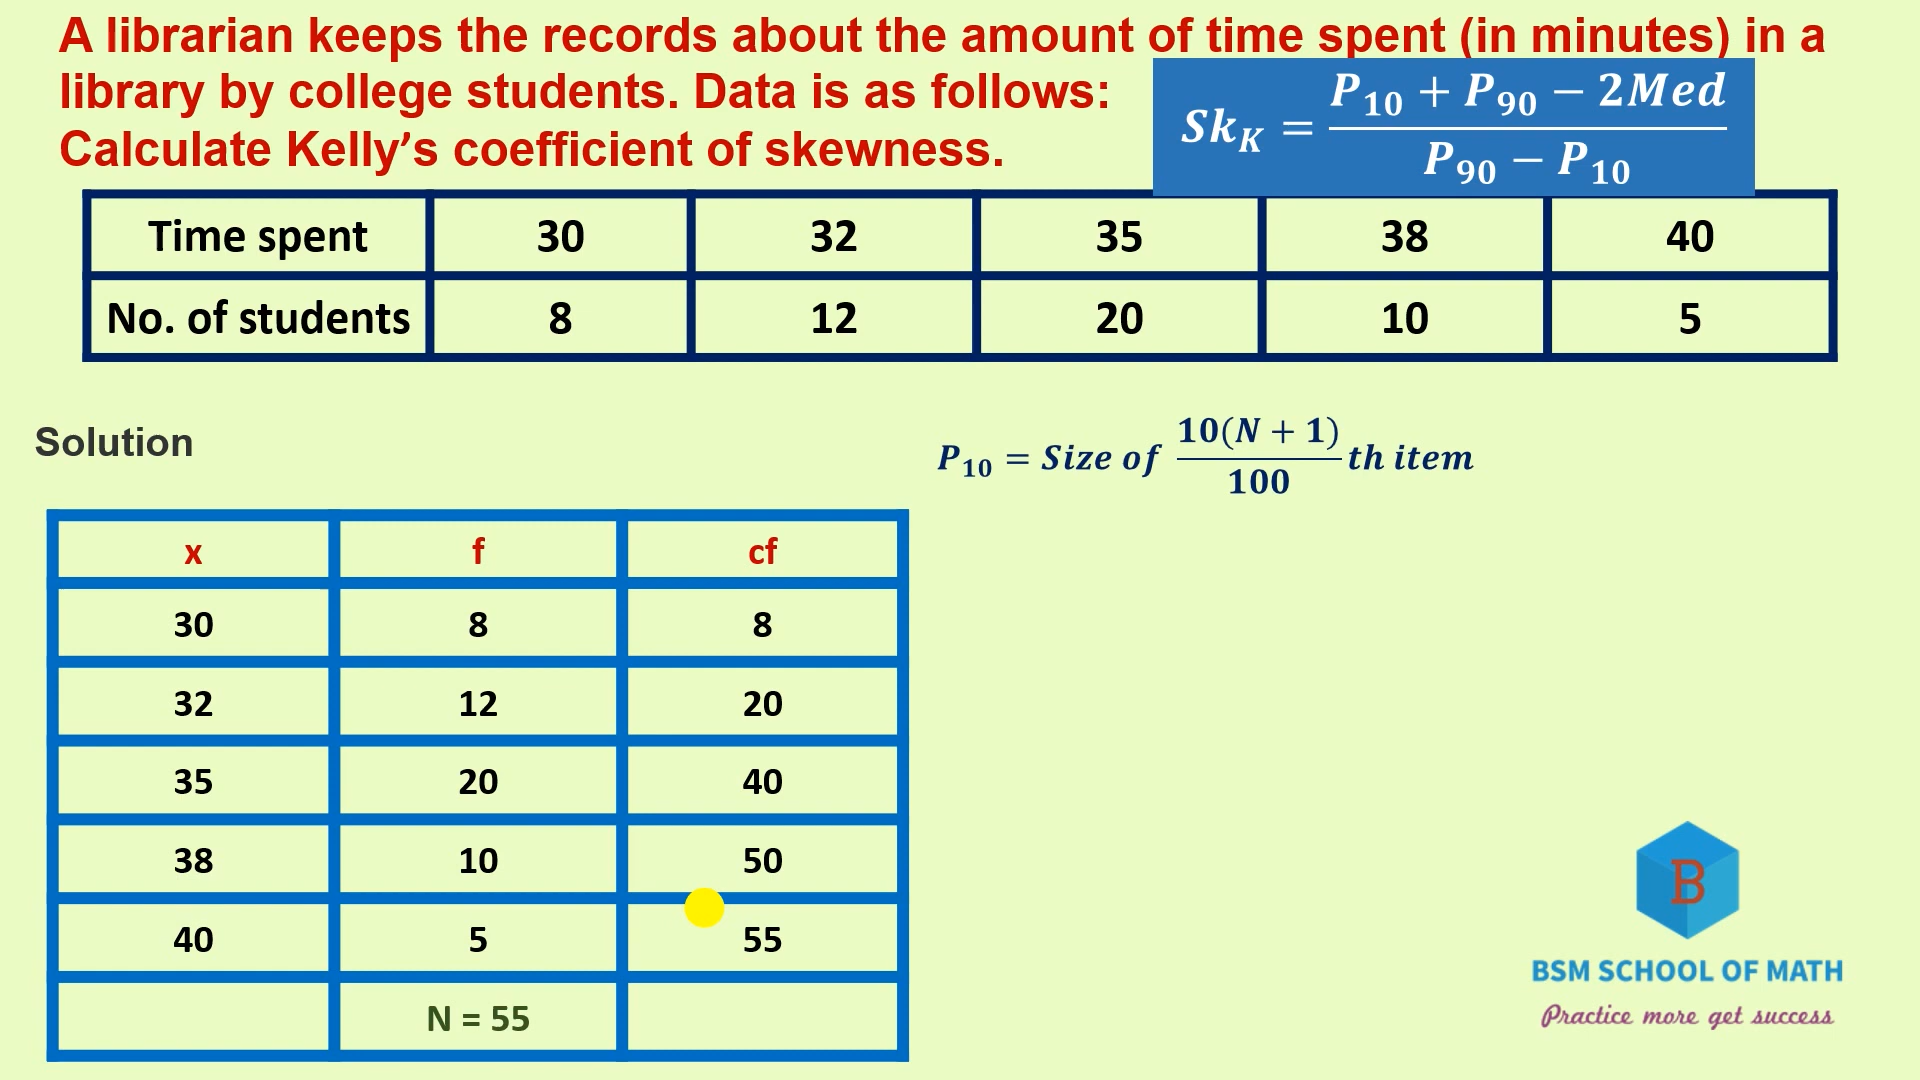 A librarian keeps the records about the amount of time spent (in minutes) in a
library by college students. Data is as follows:
Calculate Kelly’s coefficient of skewness.
Sk_K = (P_10 + P_90 − 2Med) / (P_90 − P_10)
Time spent 30 32 35 38 40
No. of students 8 12 20 10 5
Solution
P_10 = Size of 10(N + 1)/100 th item
x f cf
30 8 8
32 12 20
35 20 40
38 10 50
40 5 55
N = 55
B
BSM SCHOOL OF MATH
Practice more get success